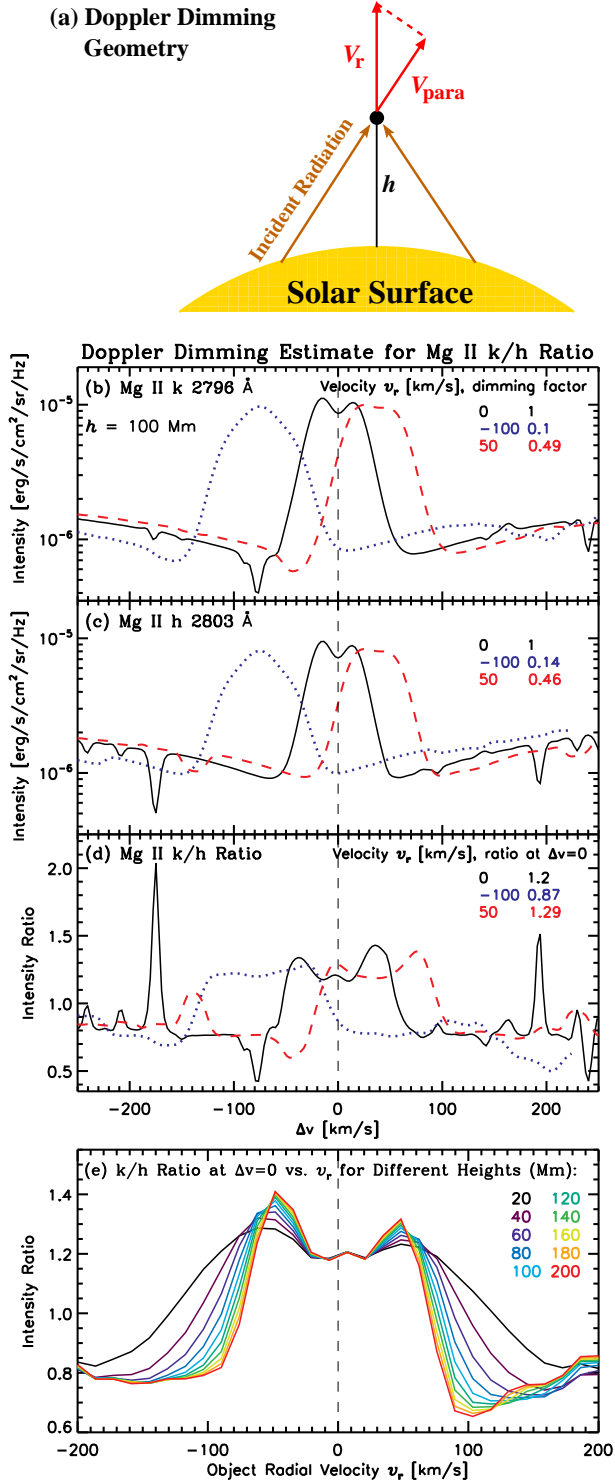 (a) Doppler Dimming
Geometry
Vr
Vpara
Incident Radiation
h
Solar Surface
Doppler Dimming Estimate for Mg II k/h Ratio
(b) Mg II k 2796 Å
Velocity vr [km/s], dimming factor
h = 100 Mm
0 1
-100 0.1
50 0.49
10⁻⁵
10⁻⁶
Intensity [erg/s/cm²/sr/Hz]
(c) Mg II h 2803 Å
0 1
-100 0.14
50 0.46
10⁻⁵
10⁻⁶
Intensity [erg/s/cm²/sr/Hz]
(d) Mg II k/h Ratio
Velocity vr [km/s], ratio at Δv=0
0 1.2
-100 0.87
50 1.29
2.0
1.5
1.0
0.5
Intensity Ratio
-200 -100 0 100 200
Δv [km/s]
(e) k/h Ratio at Δv=0 vs. vr for Different Heights (Mm):
20 120
40 140
60 160
80 180
100 200
1.4
1.2
1.0
0.8
0.6
Intensity Ratio
-200 -100 0 100 200
Object Radial Velocity vr [km/s]